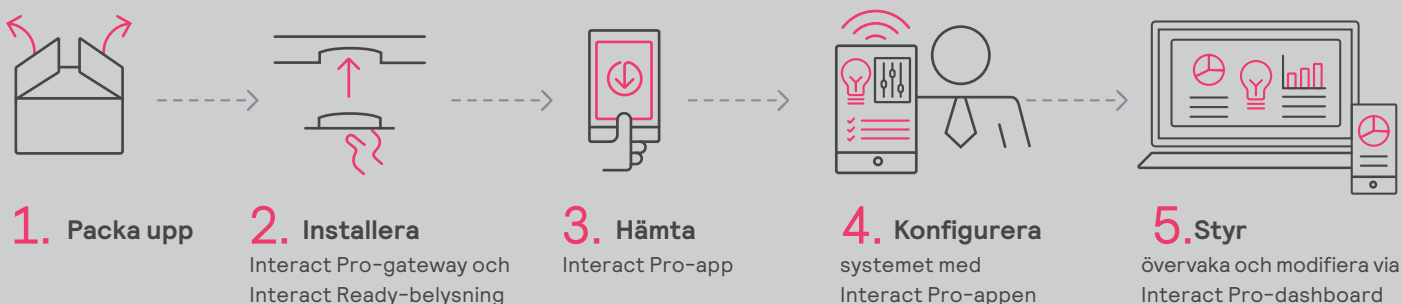 1. Packa upp
2. Installera
Interact Pro-gateway och
Interact Ready-belysning
3. Hämta
Interact Pro-app
4. Konfigurera
systemet med
Interact Pro-appen
5. Styr
övervaka och modifiera via
Interact Pro-dashboard